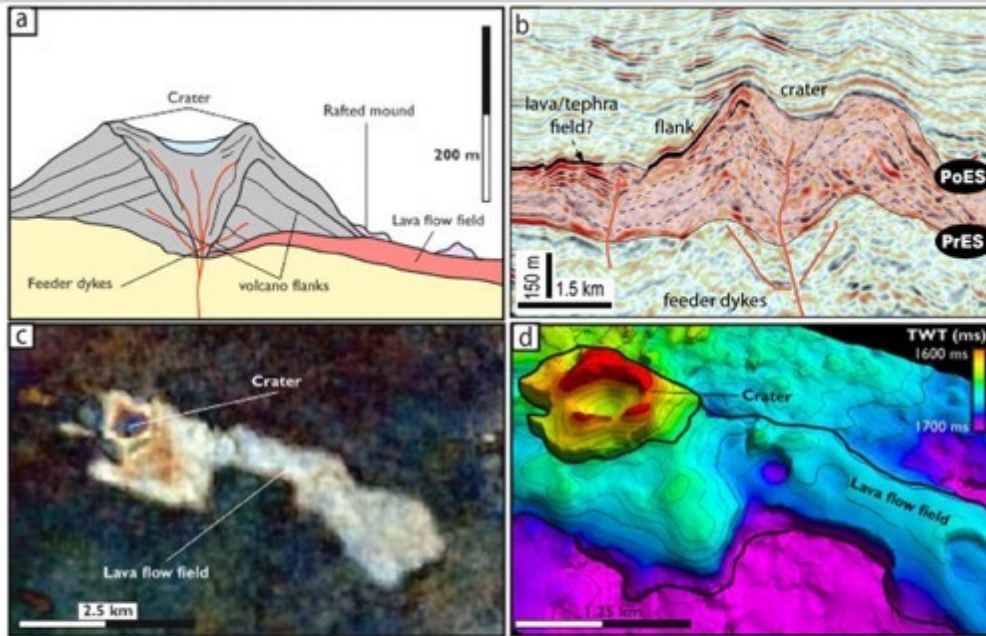 a
Crater
Rafted mound
200 m
Lava flow field
Feeder dykes
volcano flanks
b
crater
lava/tephra
field?
flank
PoES
PrES
150 m
1.5 km
feeder dykes
c
Crater
Lava flow field
2.5 km
d
TWT (ms)
1600 ms
Crater
1700 ms
Lava flow field
1.25 km